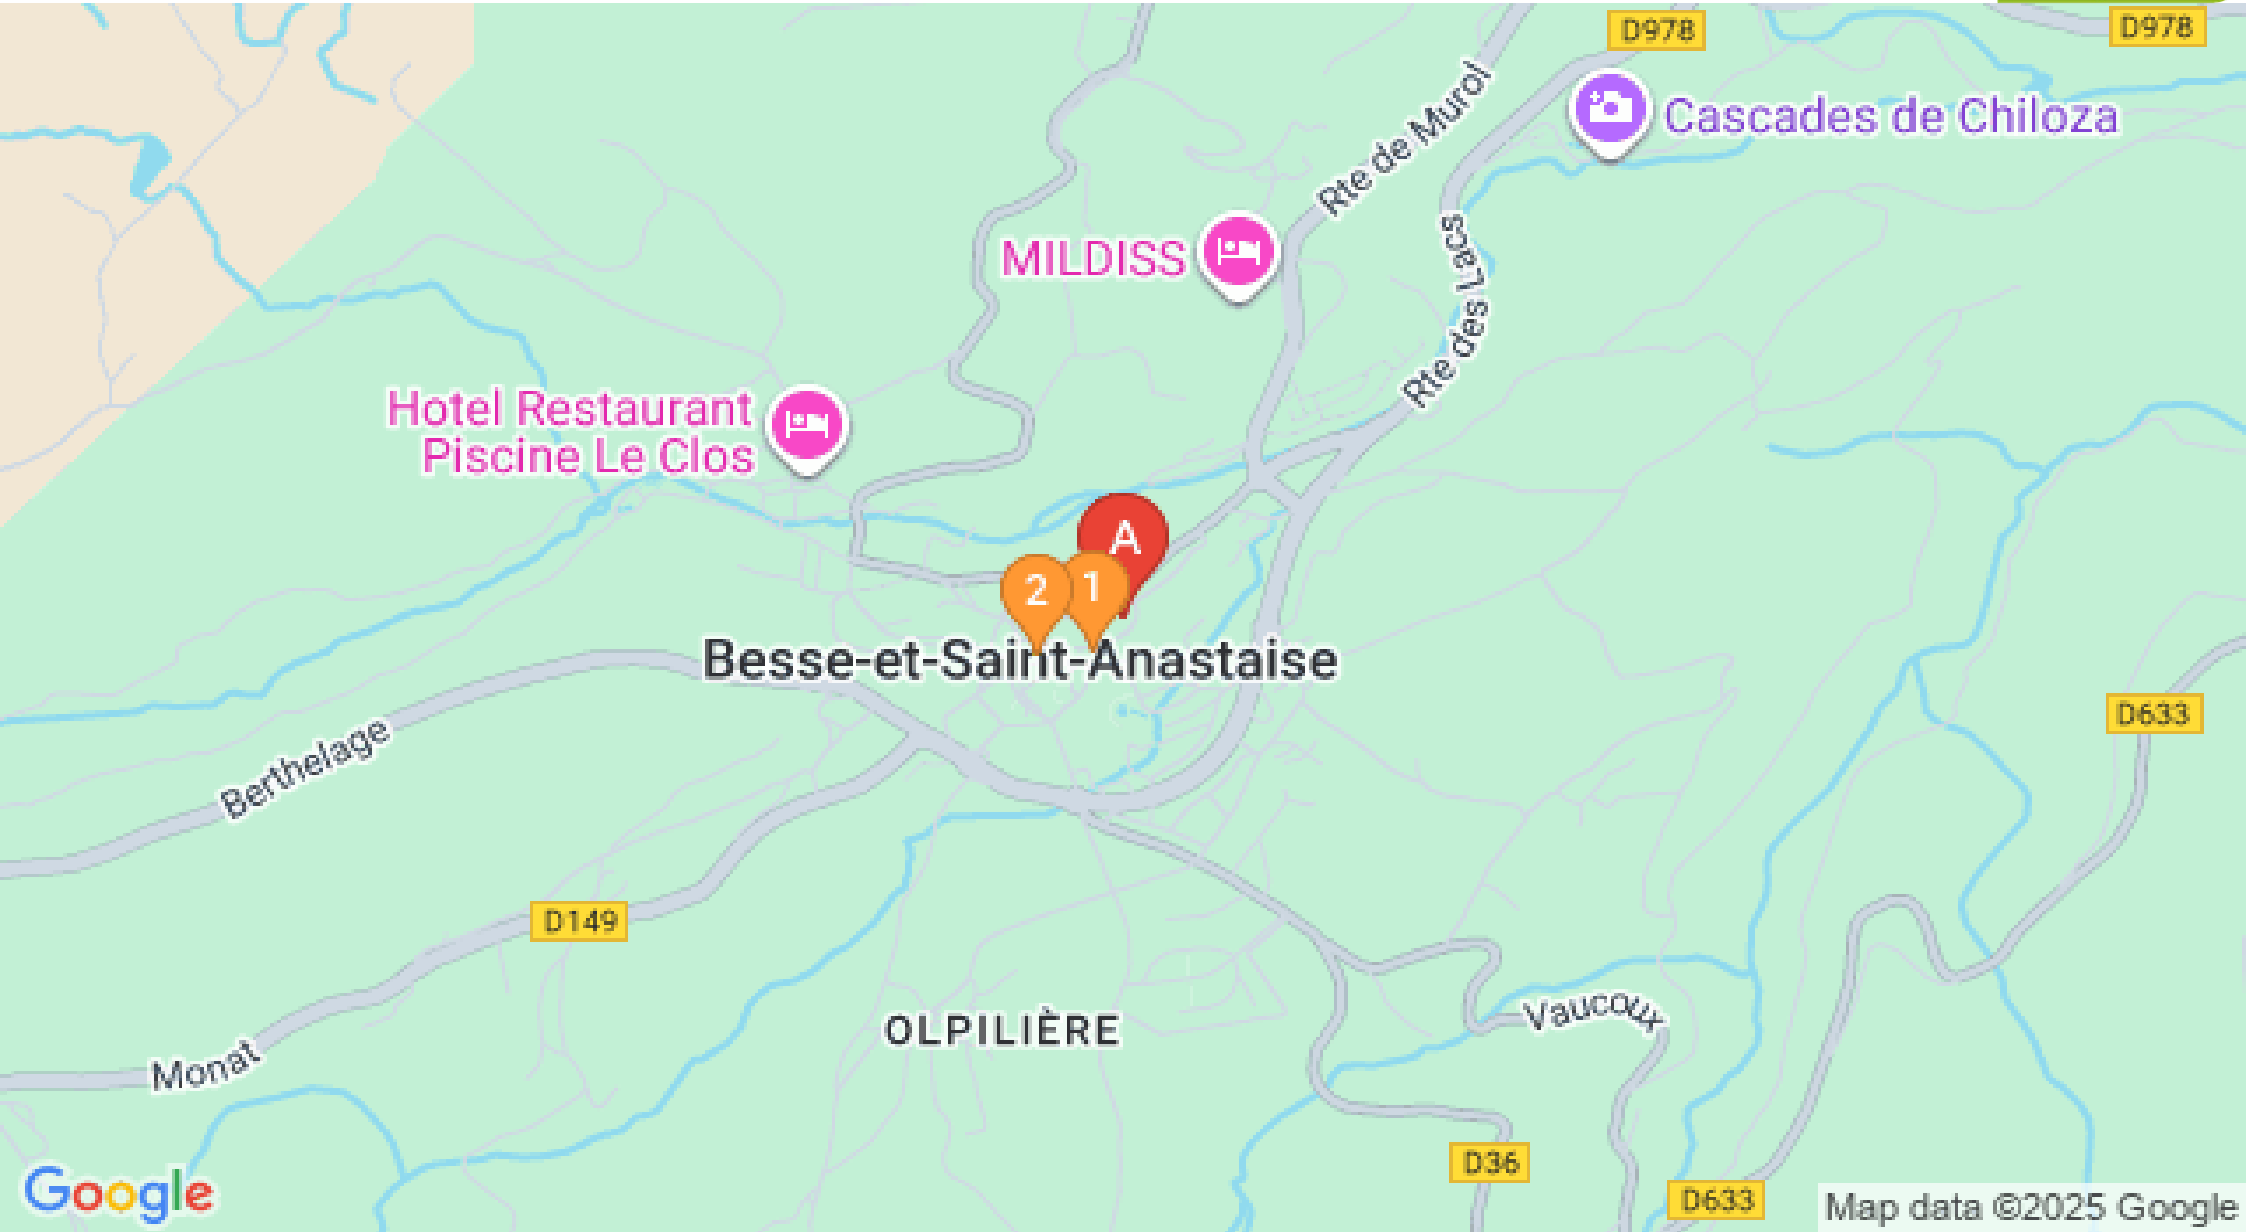 D978
D978
Cascades de Chiloza
Rte de Murol
MILDISS
Rte des Lacs
Hotel Restaurant
Piscine Le Clos
A
2
1
Besse-et-Saint-Anastaise
D633
Berthelage
D149
OLPILIÈRE
Vaucoux
Monat
D36
D633
Google
Map data ©2025 Google